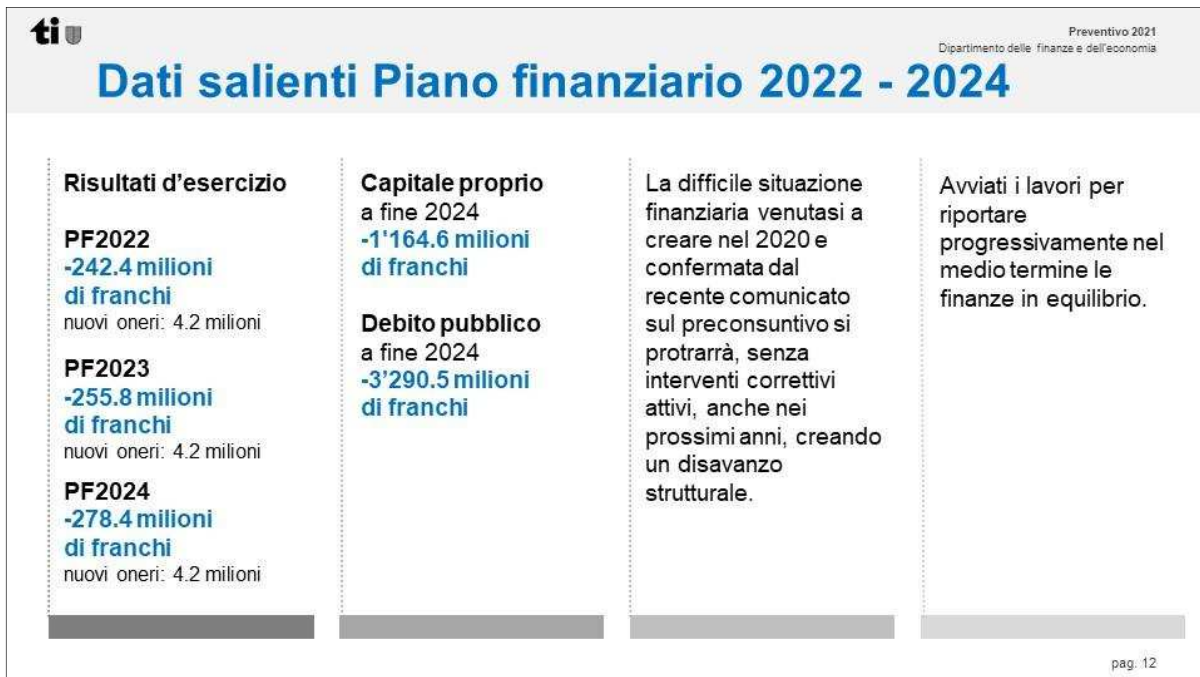 ti
Preventivo 2021
Dipartimento delle finanze e dell'economia
Dati salienti Piano finanziario 2022 - 2024
Risultati d'esercizio
PF2022
-242.4 milioni
di franchi
nuovi oneri: 4.2 milioni
PF2023
-255.8 milioni
di franchi
nuovi oneri: 4.2 milioni
PF2024
-278.4 milioni
di franchi
nuovi oneri: 4.2 milioni
Capitale proprio
a fine 2024
-1'164.6 milioni
di franchi
Debito pubblico
a fine 2024
-3’290.5 milioni
di franchi
La difficile situazione
finanziaria venutasi a
creare nel 2020 e
confermata dal
recente comunicato
sul preconsuntivo si
protrarrà, senza
interventi correttivi
attivi, anche nei
prossimi anni, creando
un disavanzo
strutturale.
Avviati i lavori per
riportare
progressivamente nel
medio termine le
finanze in equilibrio.
pag. 12